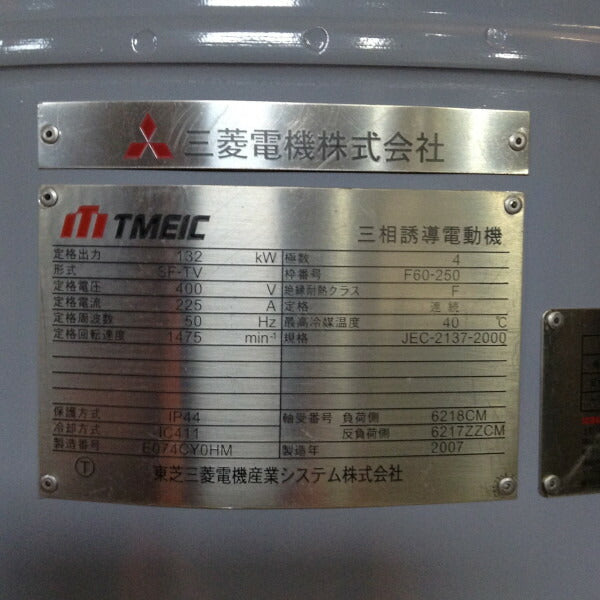 三菱電機株式会社
TMEIC 三相誘導電動機
定格出力 132 kW 極数 4
形式 SF-TV 枠番号 F60-250
定格電圧 400 V 絶縁耐熱クラス F
定格電流 225 A 定格 連続
定格周波数 50 Hz 最高冷媒温度 40 ℃
定格回転速度 1475 min-1 規格 JEC-2137-2000
保護方式 IP44 軸受番号 負荷側 6218CM
冷却方式 IC411 反負荷側 6217ZZCM
製造番号 E074CY0HM 製造年 2007
T 東芝三菱電機産業システム株式会社